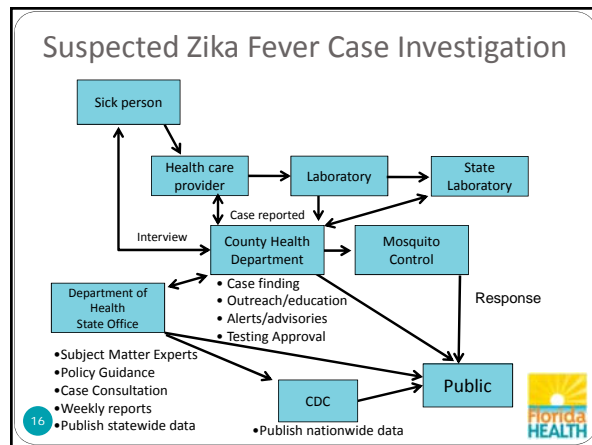 Suspected Zika Fever Case Investigation
Sick person
Health care
provider
Laboratory
State
Laboratory
Case reported
Interview
County Health
Department
Mosquito
Control
•Case finding
•Outreach/education
•Alerts/advisories
•Testing Approval
Department of
Health
State Office
Response
•Subject Matter Experts
•Policy Guidance
•Case Consultation
•Weekly reports
•Publish statewide data
CDC
Public
•Publish nationwide data
16
Florida
HEALTH